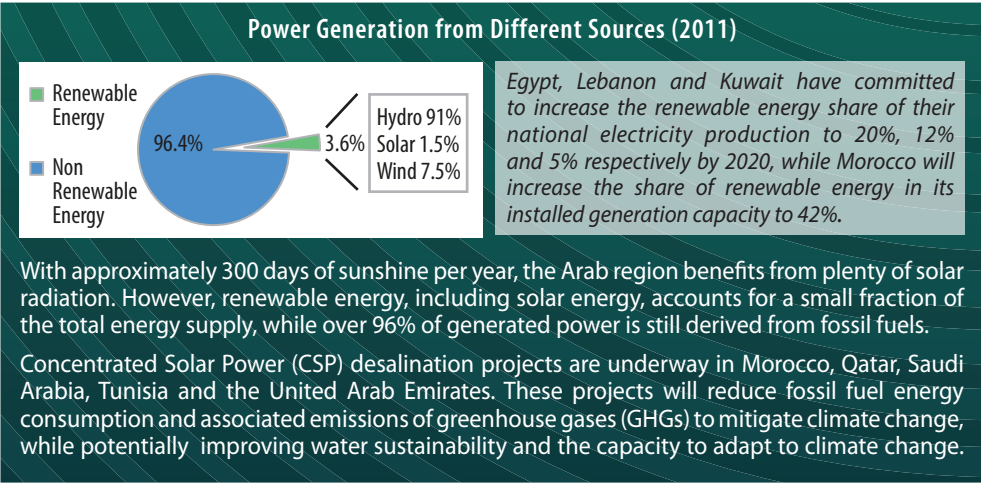 Power Generation from Different Sources (2011)
Renewable
Energy
Non
Renewable
Energy
96.4%
3.6%
Hydro 91%
Solar 1.5%
Wind 7.5%
Egypt, Lebanon and Kuwait have committed
to increase the renewable energy share of their
national electricity production to 20%, 12%
and 5% respectively by 2020, while Morocco will
increase the share of renewable energy in its
installed generation capacity to 42%.
With approximately 300 days of sunshine per year, the Arab region benefits from plenty of solar
radiation. However, renewable energy, including solar energy, accounts for a small fraction of
the total energy supply, while over 96% of generated power is still derived from fossil fuels.
Concentrated Solar Power (CSP) desalination projects are underway in Morocco, Qatar, Saudi
Arabia, Tunisia and the United Arab Emirates. These projects will reduce fossil fuel energy
consumption and associated emissions of greenhouse gases (GHGs) to mitigate climate change,
while potentially improving water sustainability and the capacity to adapt to climate change.